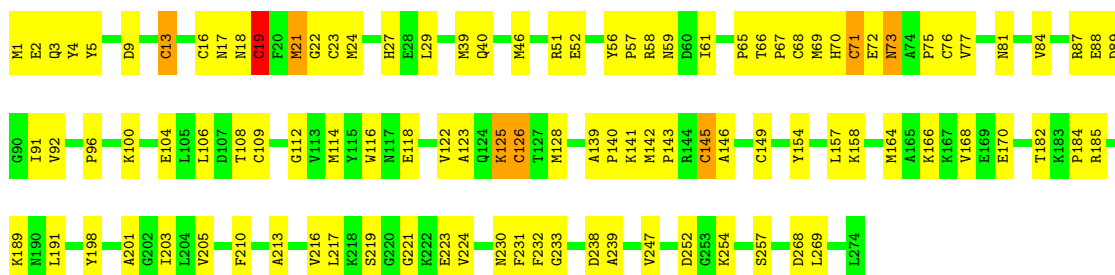 M1 E2 Q3 Y4 Y5 D9 C13 C16 N17 N18 C19 F20 M21 G22 C23 M24 H27 E28 L29 M39 Q40 M46 R51 E52 Y56 P57 R58 N59 D60 I61 P65 T66 P67 C68 M69 H70 C71 E72 N73 A74 P75 C76 V77 N81 V84 R87 E88
G90 I91 V92 P96 K100 E104 L105 L106 D107 T108 C109 G112 V113 M114 Y115 W116 N117 E118 V122 A123 Q124 K125 C126 T127 M128 A139 P140 K141 M142 P143 R144 C145 A146 C149 Y154 L157 K158 M164 A165 K166 K167 V168 E169 E170 T182 K183 P184 R185
K189 N190 L191 Y198 A201 G202 I203 L204 V205 F210 A213 V216 L217 K218 S219 G220 G221 K222 E223 V224 N230 F231 F232 G233 D238 A239 V247 D252 G253 K254 S257 D268 L269 L274